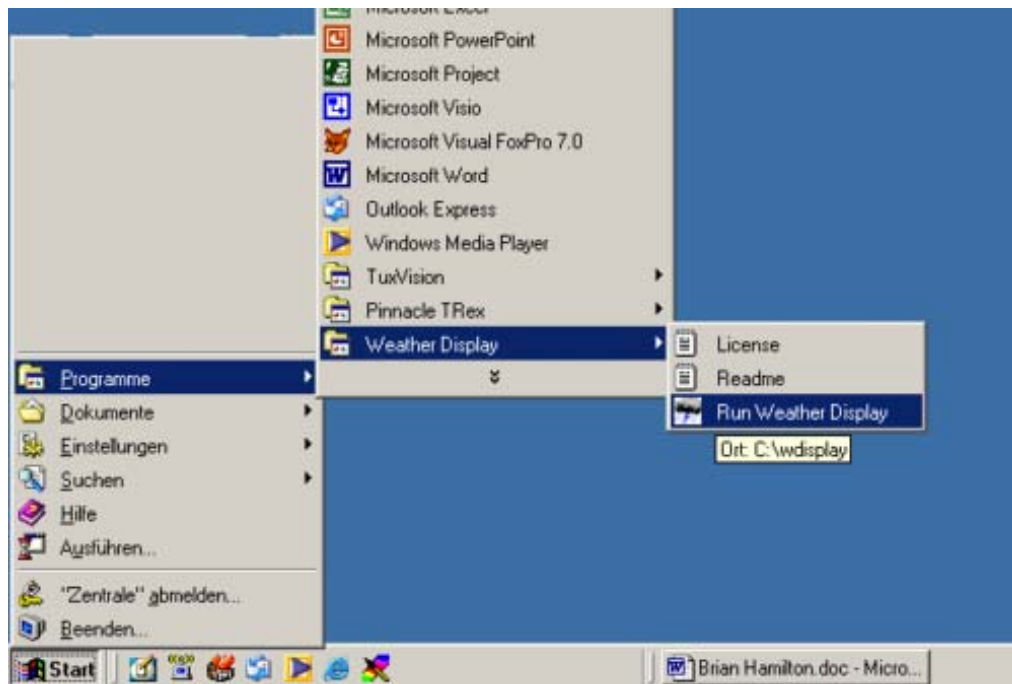 Microsoft Excel
Microsoft PowerPoint
Microsoft Project
Microsoft Visio
Microsoft Visual FoxPro 7.0
Microsoft Word
Outlook Express
Windows Media Player
TuxVision
Pinnacle TRex
Weather Display
License
Readme
Run Weather Display
Ort: C:\wdisplay
Programme
Dokumente
Einstellungen
Suchen
Hilfe
Ausführen...
"Zentrale" abmelden...
Beenden...
Start
Brian Hamilton.doc - Micro...